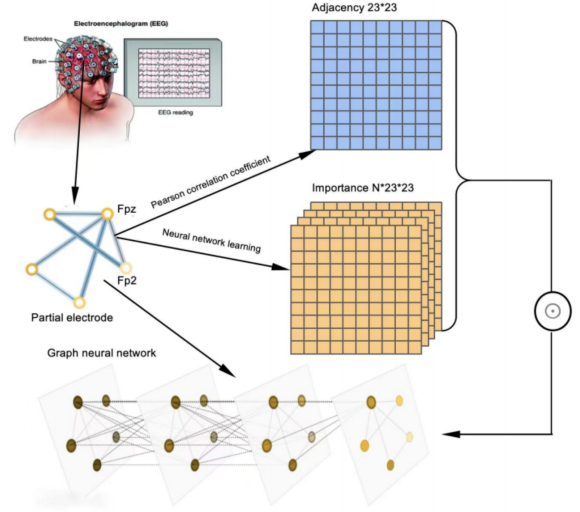 Electroencephalogram (EEG)
Electrodes
Brain
EEG reading
Adjacency 23*23
Pearson correlation coefficient
Importance N*23*23
Neural network learning
Fpz
Fp2
Partial electrode
Graph neural network